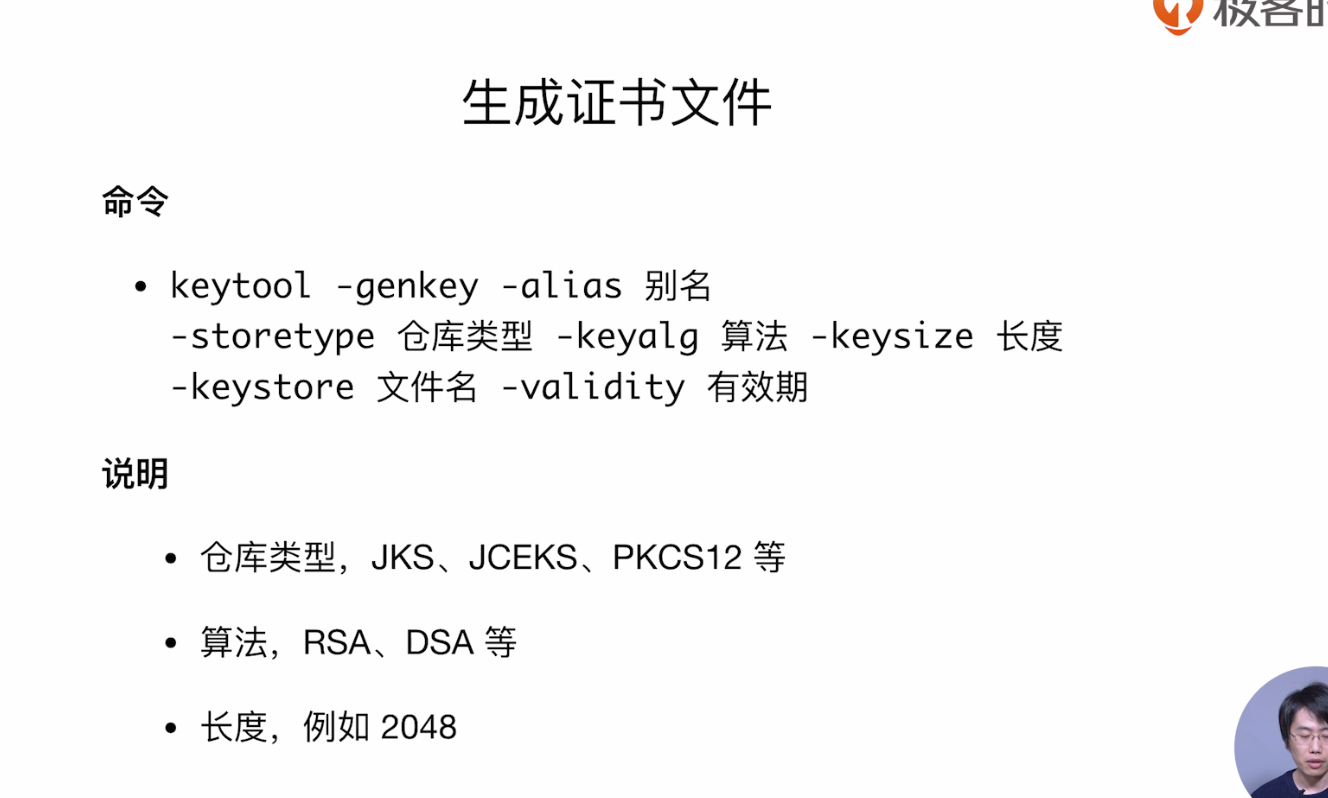 极客时
生成证书文件
命令
• keytool -genkey -alias 别名
-storetype 仓库类型 -keyalg 算法 -keysize 长度
-keystore 文件名 -validity 有效期
说明
• 仓库类型，JKS、JCEKS、PKCS12 等
• 算法，RSA、DSA 等
• 长度，例如 2048